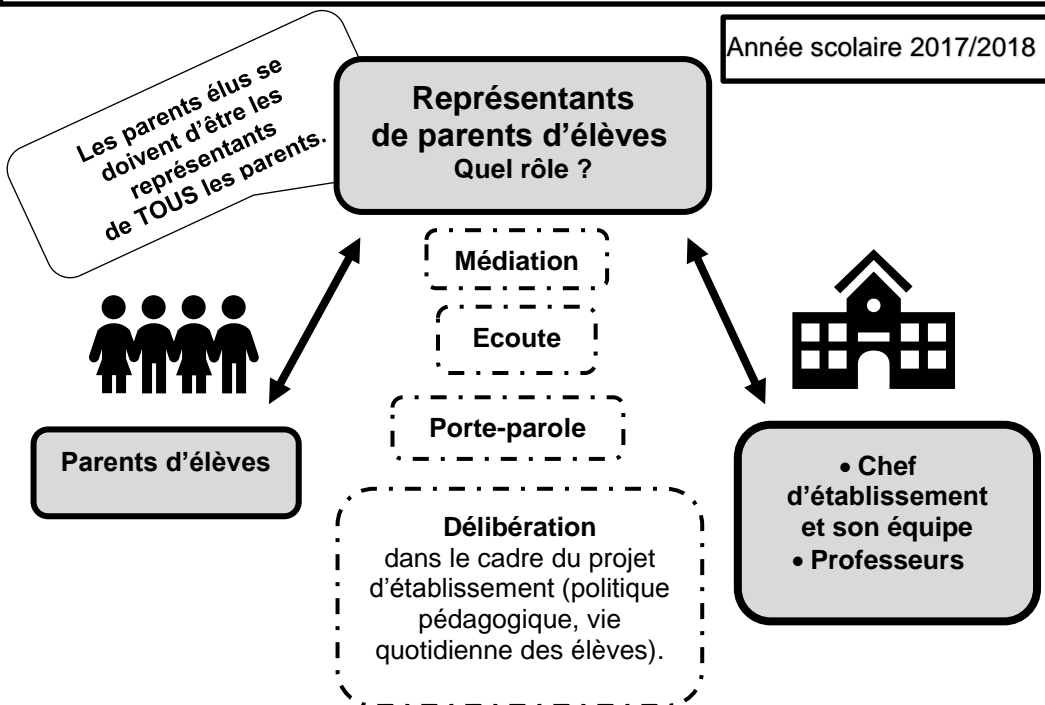 Année scolaire 2017/2018
Les parents élus se
doivent d'être les
représentants
de TOUS les parents.
Représentants
de parents d'élèves
Quel rôle ?
Médiation
Ecoute
Porte-parole
Parents d'élèves
Délibération
dans le cadre du projet
d'établissement (politique
pédagogique, vie
quotidienne des élèves).
• Chef
d'établissement
et son équipe
• Professeurs